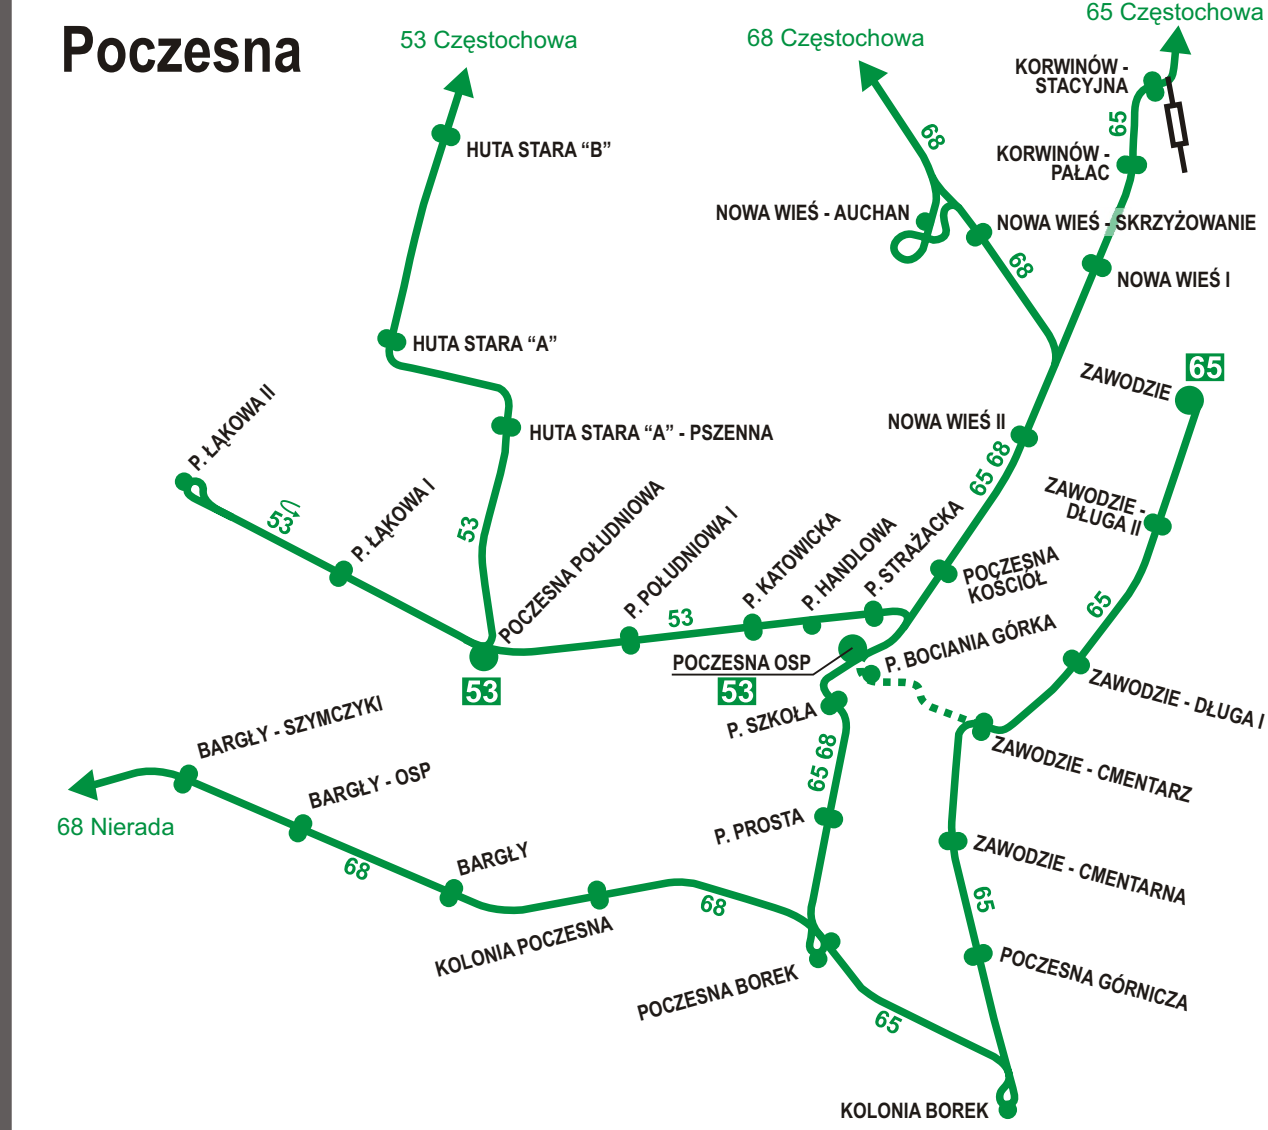 65 Częstochowa
Poczesna
53 Częstochowa
68 Częstochowa
KORWINÓW -
STACYJNA
65
68
HUTA STARA “B”
KORWINÓW -
PAŁAC
NOWA WIEŚ - AUCHAN
NOWA WIEŚ - SKRZYŻOWANIE
68
NOWA WIEŚ I
HUTA STARA “A”
ZAWODZIE
65
P. ŁĄKOWA II
NOWA WIEŚ II
HUTA STARA “A” - PSZENNA
65 68
53
P. ŁĄKOWA I
53
POCZESNA POŁUDNIOWA
P. POŁUDNIOWA I
P. KATOWICKA
P. HANDLOWA
P. STRAŻACKA
ZAWODZIE -
DŁUGA II
POCZESNA
KOŚCIÓŁ
65
53
P. BOCIANIA GÓRKA
POCZESNA OSP
53
53
ZAWODZIE - DŁUGA I
P. SZKOŁA
BARGŁY - SZYMCZYKI
ZAWODZIE - CMENTARZ
65 68
BARGŁY - OSP
68 Nierada
P. PROSTA
68
BARGŁY
ZAWODZIE - CMENTARNA
65
68
KOLONIA POCZESNA
POCZESNA BOREK
POCZESNA GÓRNICZA
65
KOLONIA BOREK